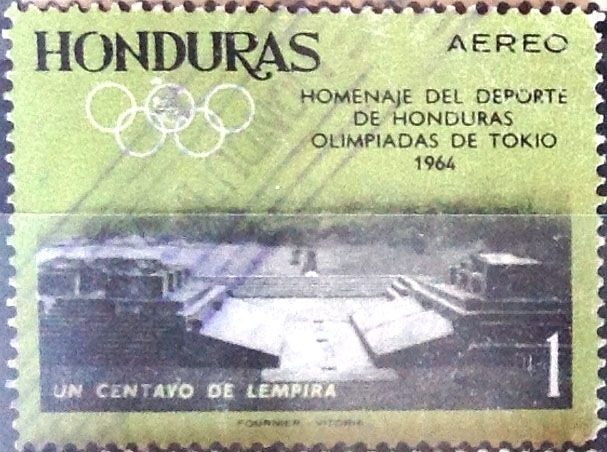 HONDURAS
AEREO
HOMENAJE DEL DEPORTE
DE HONDURAS
OLIMPIADAS DE TOKIO
1964
UN CENTAVO DE LEMPIRA
1
FOURNIER - VITORIA